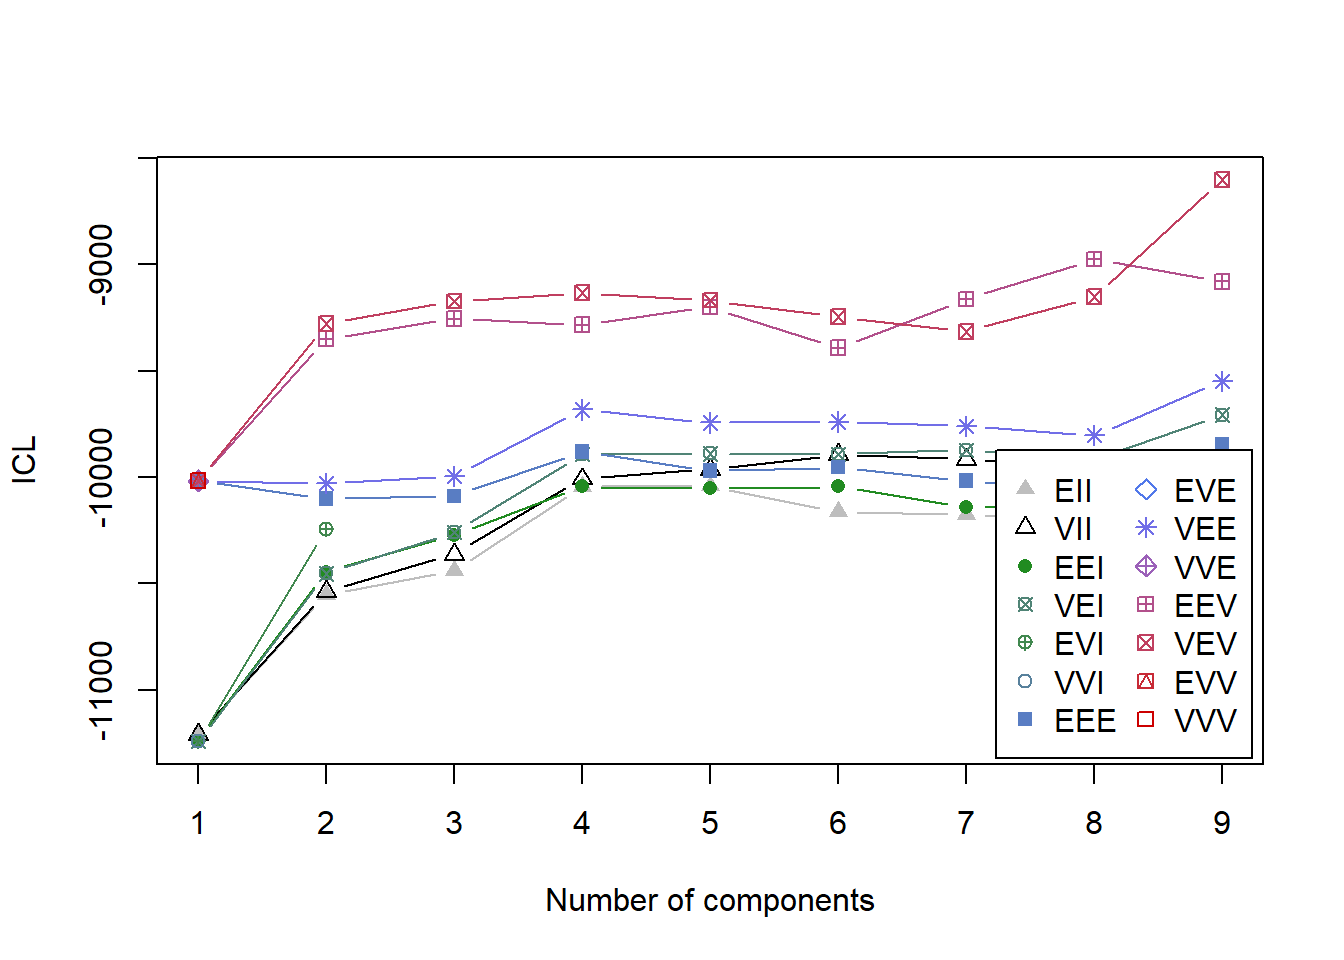 ICL
-9000
-10000
-11000
EII EVE
VII VEE
EEI VVE
VEI EEV
EVI VEV
VVI EVV
EEE VVV
1 2 3 4 5 6 7 8 9
Number of components